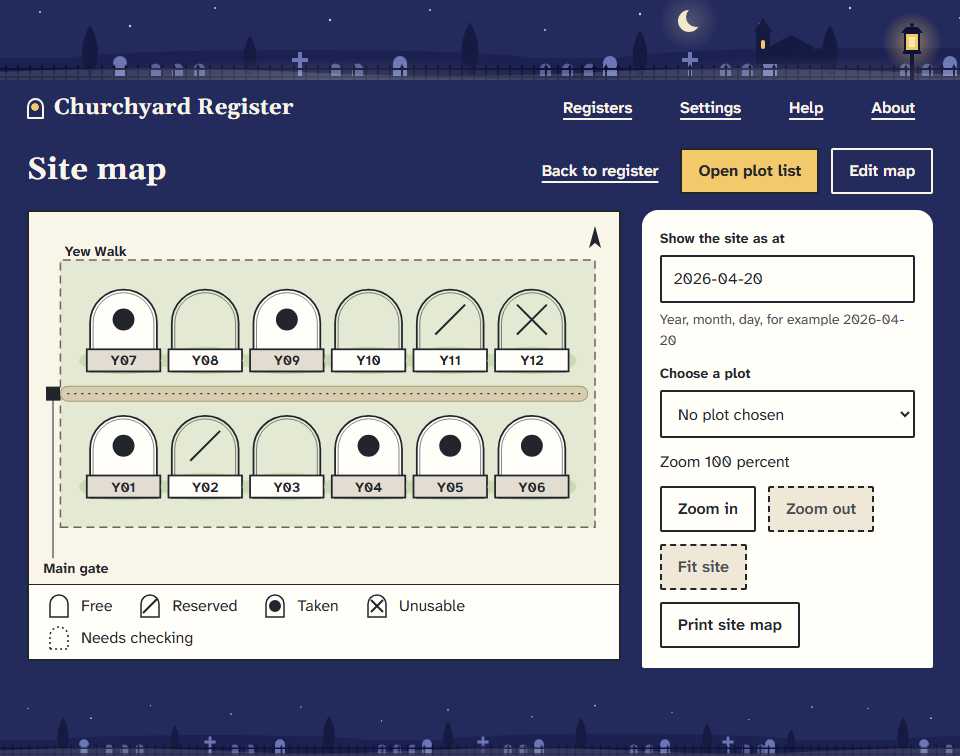 Churchyard Register
Registers
Settings
Help
About
Site map
Back to register
Open plot list
Edit map
Yew Walk
Y07
Y08
Y09
Y10
Y11
Y12
Y01
Y02
Y03
Y04
Y05
Y06
Main gate
Free
Reserved
Taken
Unusable
Needs checking
Show the site as at
2026-04-20
Year, month, day, for example 2026-04-
20
Choose a plot
No plot chosen
Zoom 100 percent
Zoom in
Zoom out
Fit site
Print site map